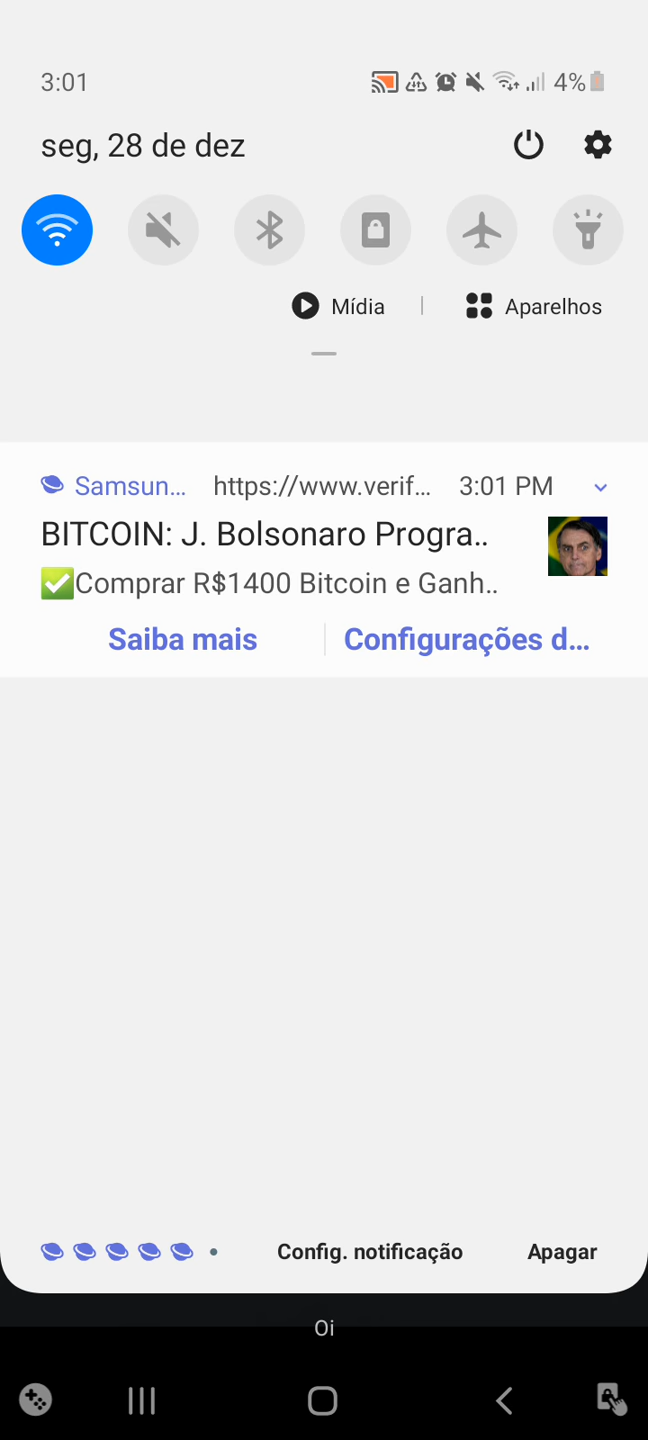 3:01 4%
seg, 28 de dez
Mídia | Aparelhos
Samsun... https://www.verif... 3:01 PM
BITCOIN: J. Bolsonaro Progra..
✅Comprar R$1400 Bitcoin e Ganh..
Saiba mais Configurações d...
Config. notificação Apagar
Oi